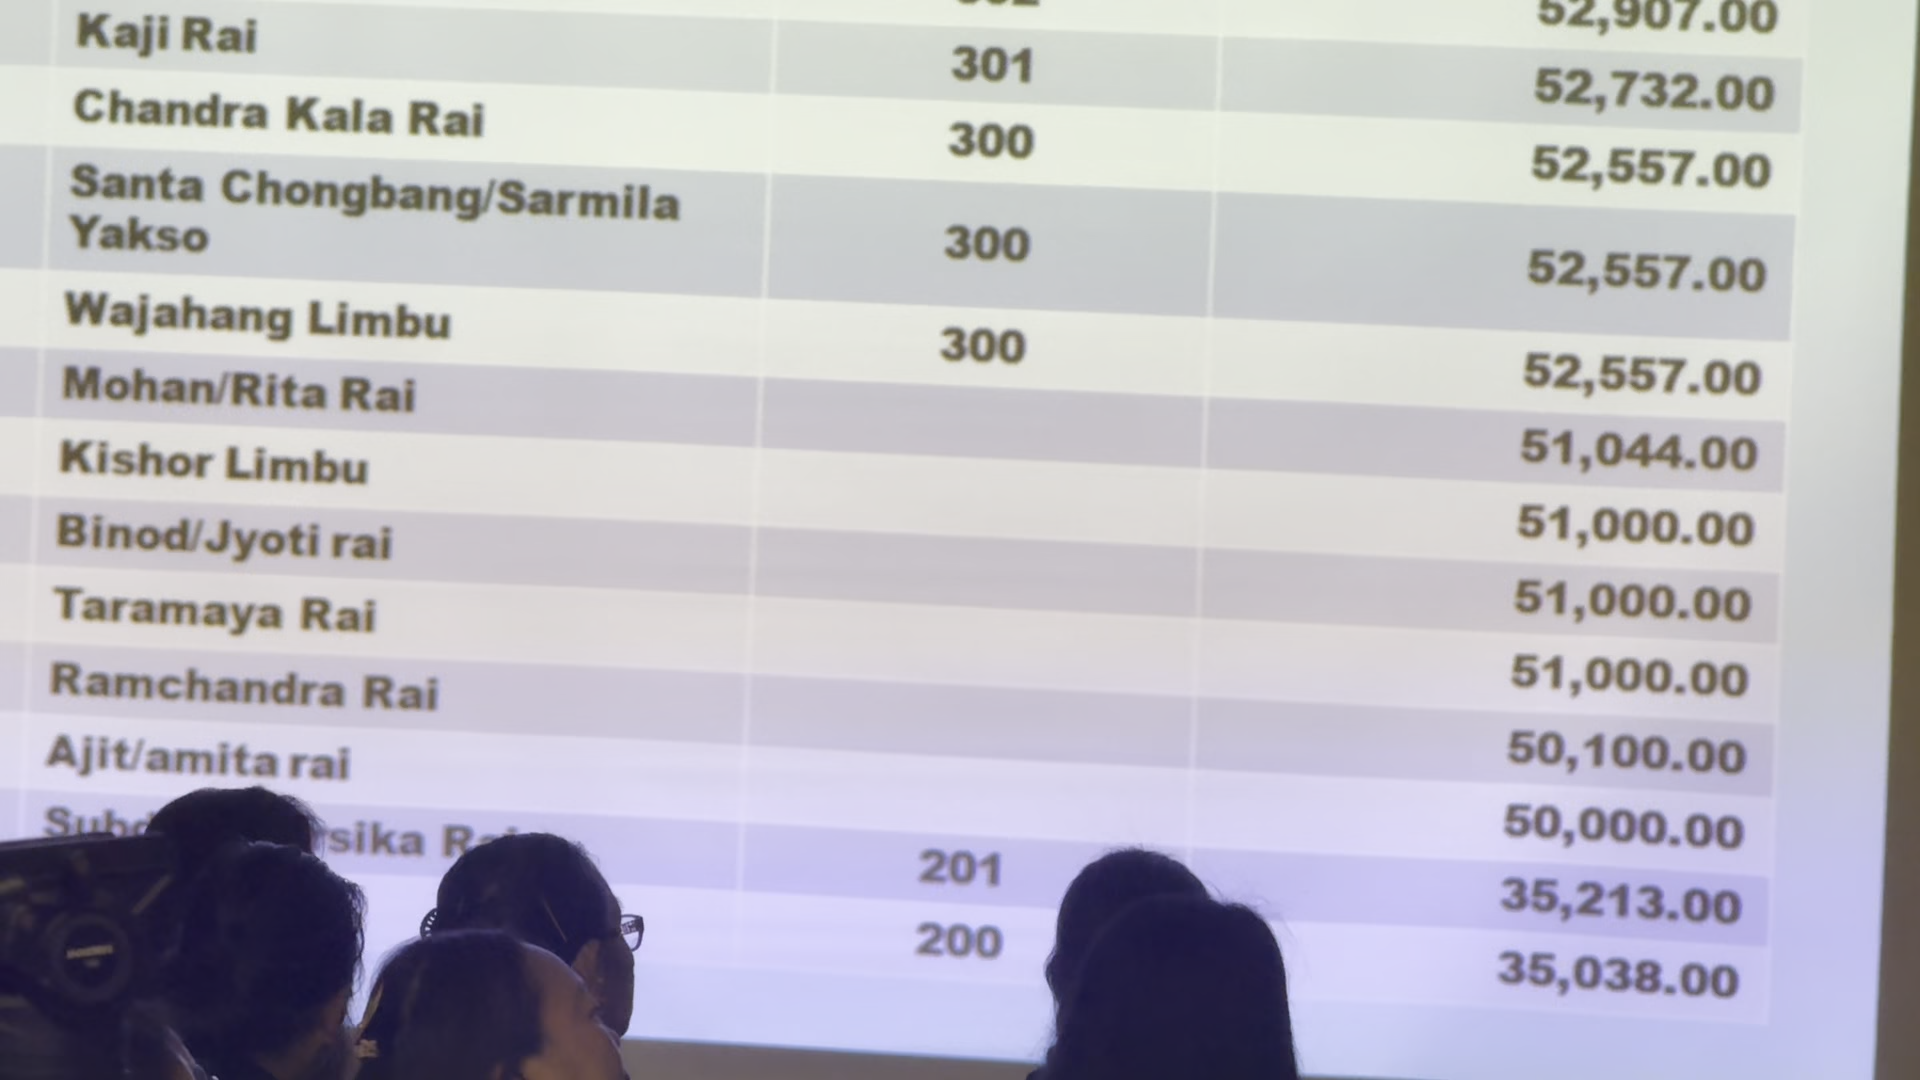 52,907.00
Kaji Rai 301 52,732.00
Chandra Kala Rai 300 52,557.00
Santa Chongbang/Sarmila
Yakso 300 52,557.00
Wajahang Limbu 300 52,557.00
Mohan/Rita Rai 51,044.00
Kishor Limbu 51,000.00
Binod/Jyoti rai 51,000.00
Taramaya Rai 51,000.00
Ramchandra Rai 50,100.00
Ajit/amita rai 50,000.00
201 35,213.00
200 35,038.00